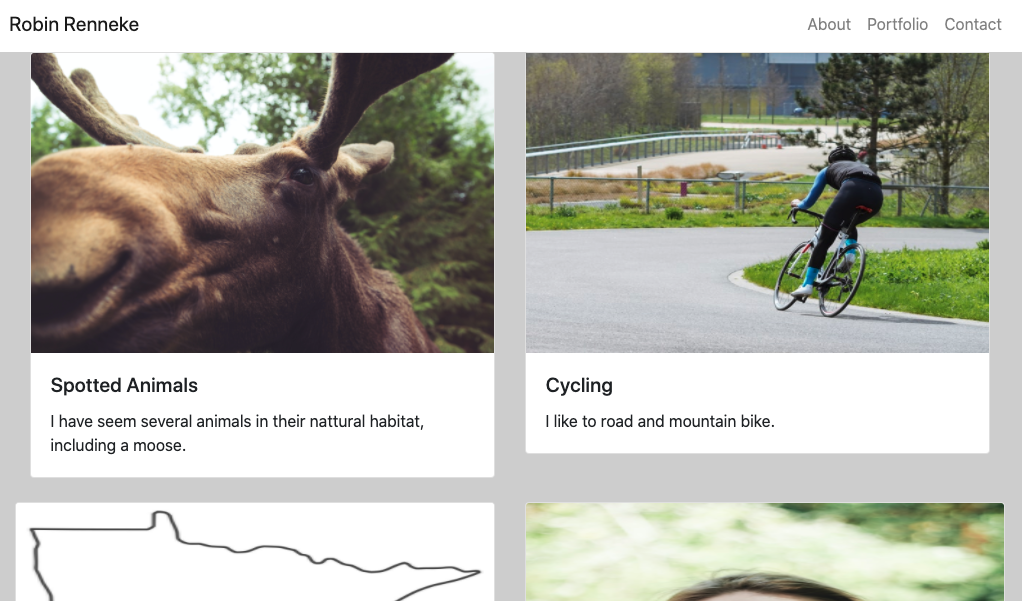 Robin Renneke
About Portfolio Contact
Spotted Animals
I have seem several animals in their nattural habitat,
including a moose.
Cycling
I like to road and mountain bike.